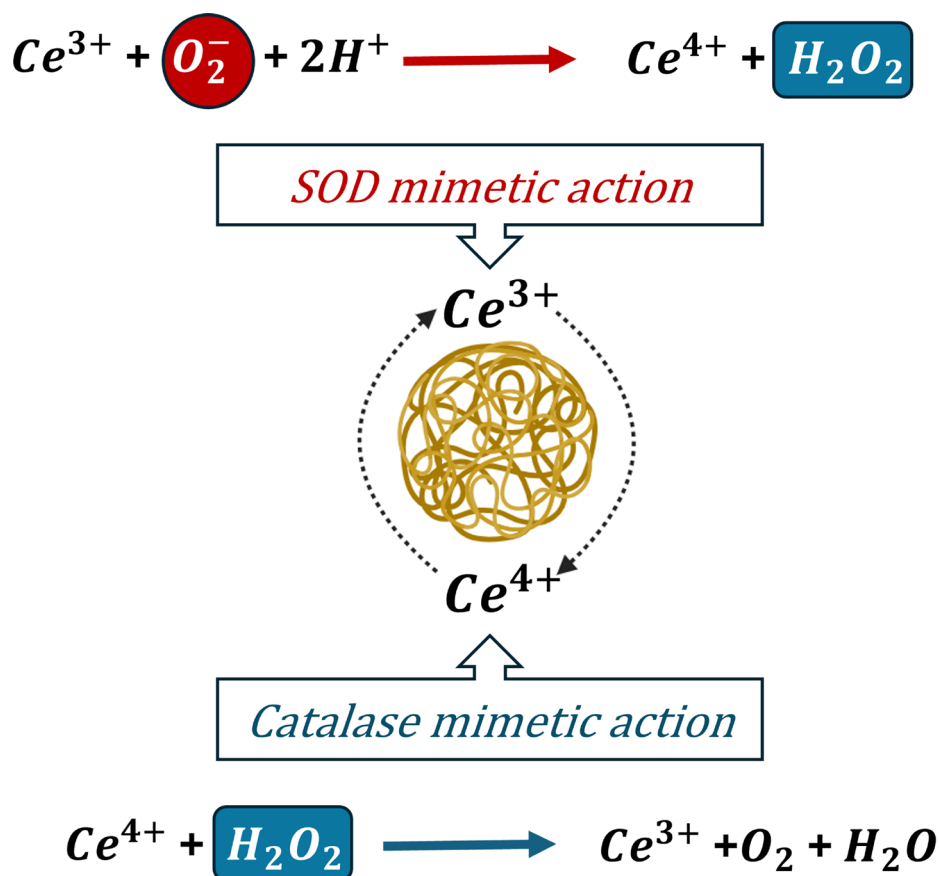 Ce³⁺ + O₂⁻ + 2H⁺ → Ce⁴⁺ + H₂O₂
SOD mimetic action
Ce³⁺
Ce⁴⁺
Catalase mimetic action
Ce⁴⁺ + H₂O₂ → Ce³⁺ +O₂ + H₂O